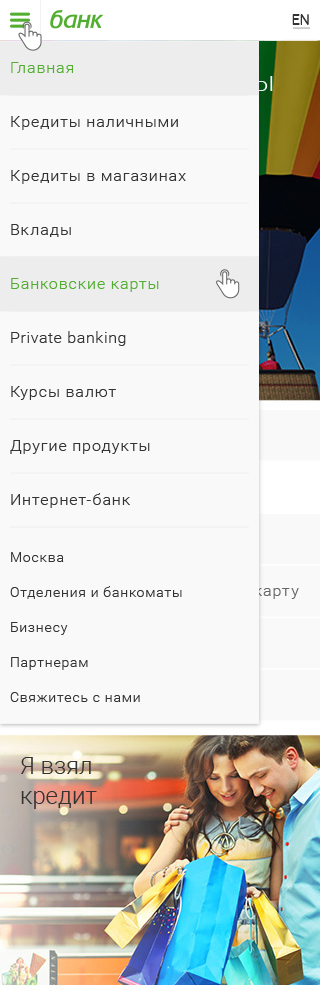 банк
EN
Главная
Кредиты наличными
Кредиты в магазинах
Вклады
Банковские карты
Private banking
Курсы валют
Другие продукты
Интернет-банк
Москва
Отделения и банкоматы
карту
Бизнесу
Партнерам
Свяжитесь с нами
Я взял
кредит